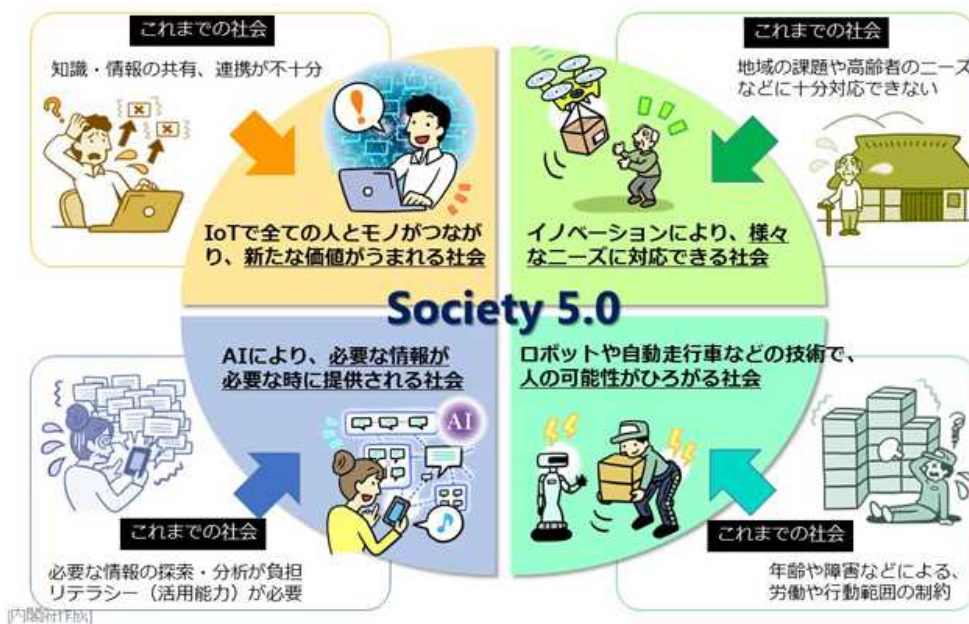 これまでの社会
知識・情報の共有、連携が不十分
IoTで全ての人とモノがつなが
り、新たな価値がうまれる社会
これまでの社会
地域の課題や高齢者のニーズ
などに十分対応できない
イノベーションにより、様々
なニーズに対応できる社会
Society 5.0
AIにより、必要な情報が
必要な時に提供される社会
AI
これまでの社会
必要な情報の探索・分析が負担
リテラシー（活用能力）が必要
ロボットや自動走行車などの技術で、
人の可能性がひろがる社会
これまでの社会
年齢や障害などによる、
労働や行動範囲の制約
[内閣府作成]